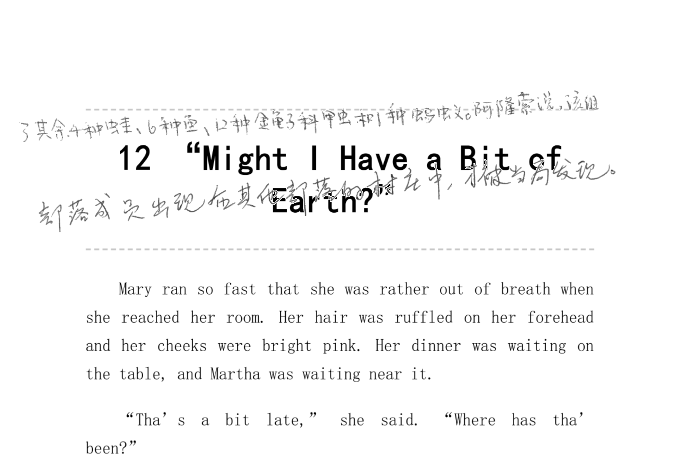 了其余4种蛙、6种鱼、12种金龟子科甲虫和1种蚂蚁。阿隆索说,该组
12 “Might I Have a Bit of
部落成员出现在其他部落的村庄中,才被当局发现。
Earth?”
Mary ran so fast that she was rather out of breath when
she reached her room. Her hair was ruffled on her forehead
and her cheeks were bright pink. Her dinner was waiting on
the table, and Martha was waiting near it.
“Tha’s a bit late,” she said. “Where has tha’
been?”